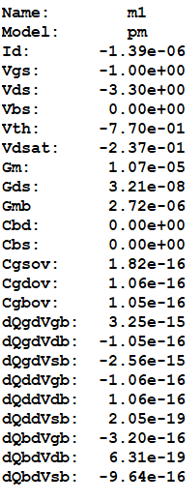 Name: m1
Model: pm
Id: -1.39e-06
Vgs: -1.00e+00
Vds: -3.30e+00
Vbs: 0.00e+00
Vth: -7.70e-01
Vdsat: -2.37e-01
Gm: 1.07e-05
Gds: 3.21e-08
Gmb 2.72e-06
Cbd: 0.00e+00
Cbs: 0.00e+00
Cgsov: 1.82e-16
Cgdov: 1.06e-16
Cgbov: 1.05e-16
dQgdVgb: 3.25e-15
dQgdVdb: -1.05e-16
dQgdVsb: -2.56e-15
dQddVgb: -1.06e-16
dQddVdb: 1.06e-16
dQddVsb: 2.05e-19
dQbdVgb: -3.20e-16
dQbdVdb: 6.31e-19
dQbdVsb: -9.64e-16